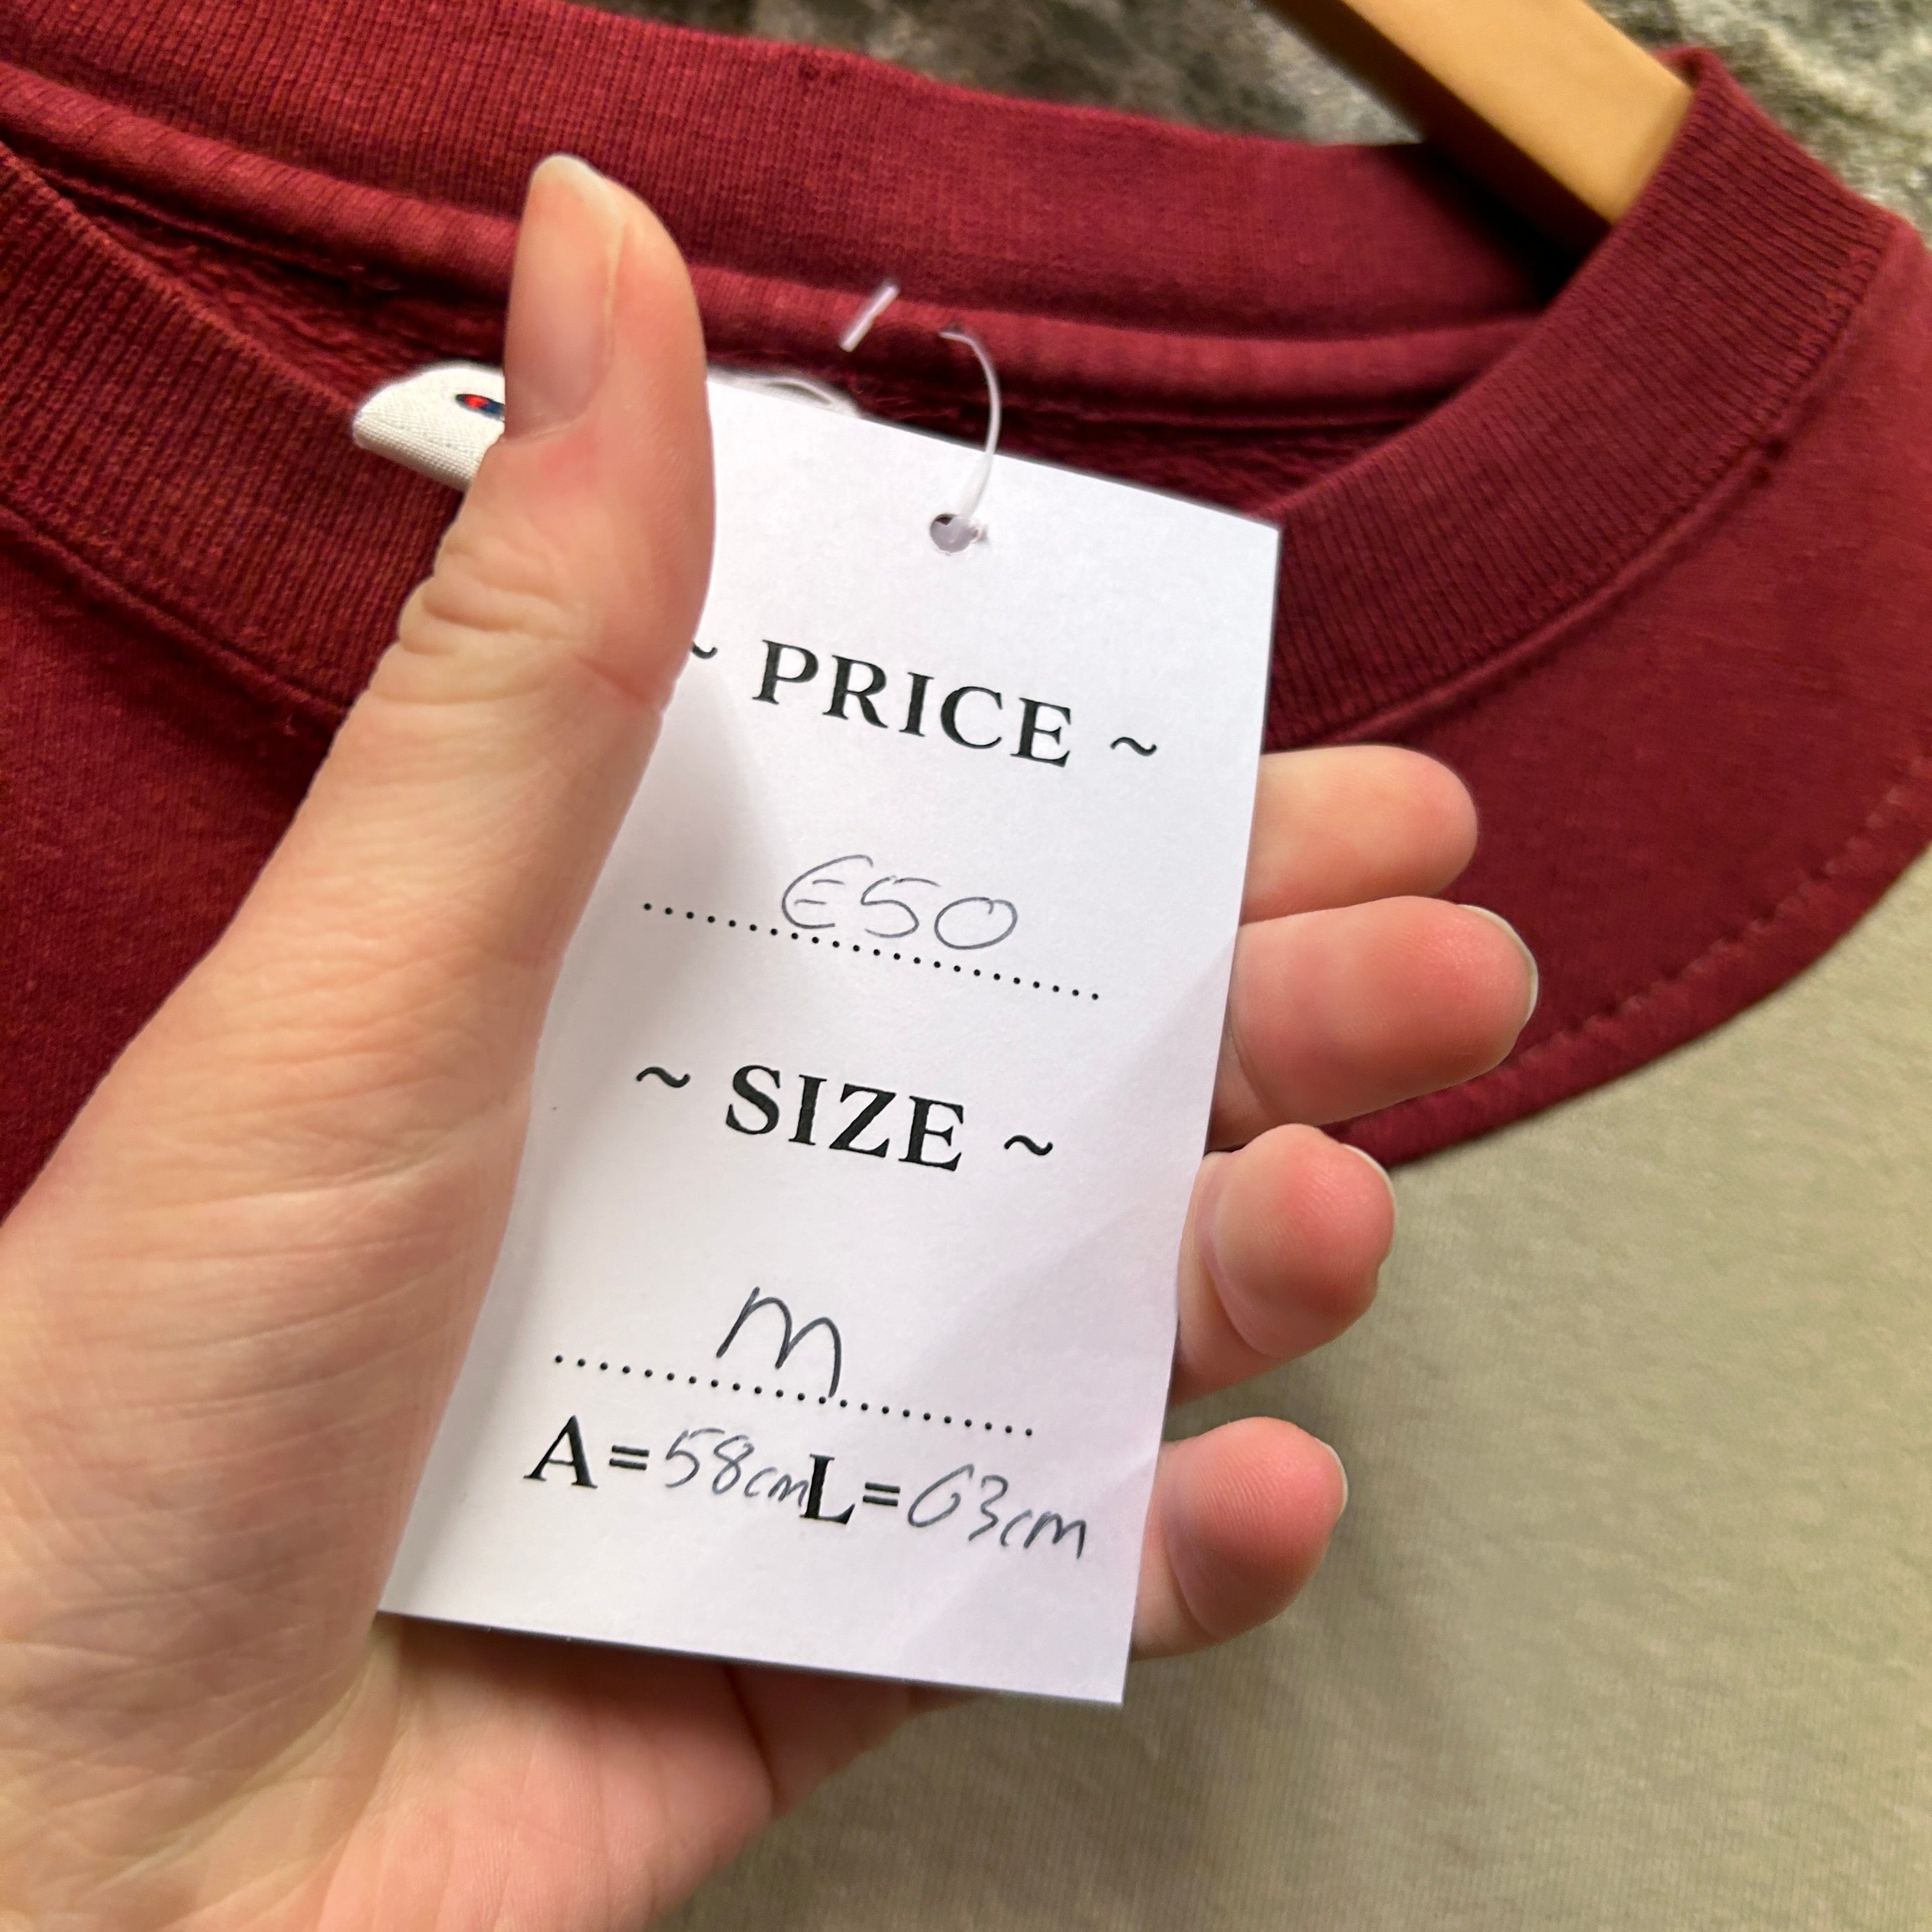 ~ PRICE ~
€50
~ SIZE ~
M
A=58cm L=63cm